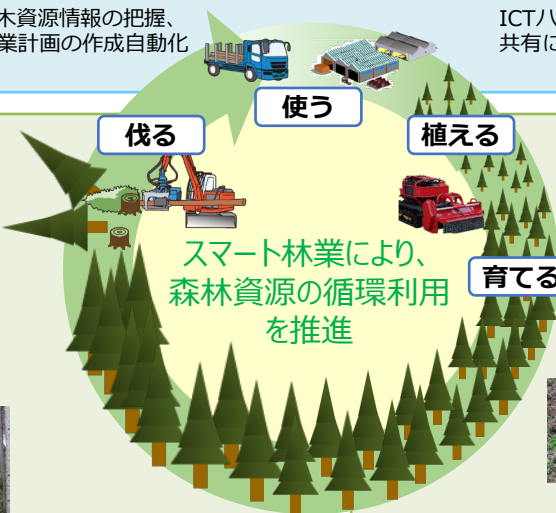 木資源情報の把握、
業計画の作成自動化
ICTハ
共有に
使う
伐る
植える
スマート林業により、
森林資源の循環利用
を推進
育てる